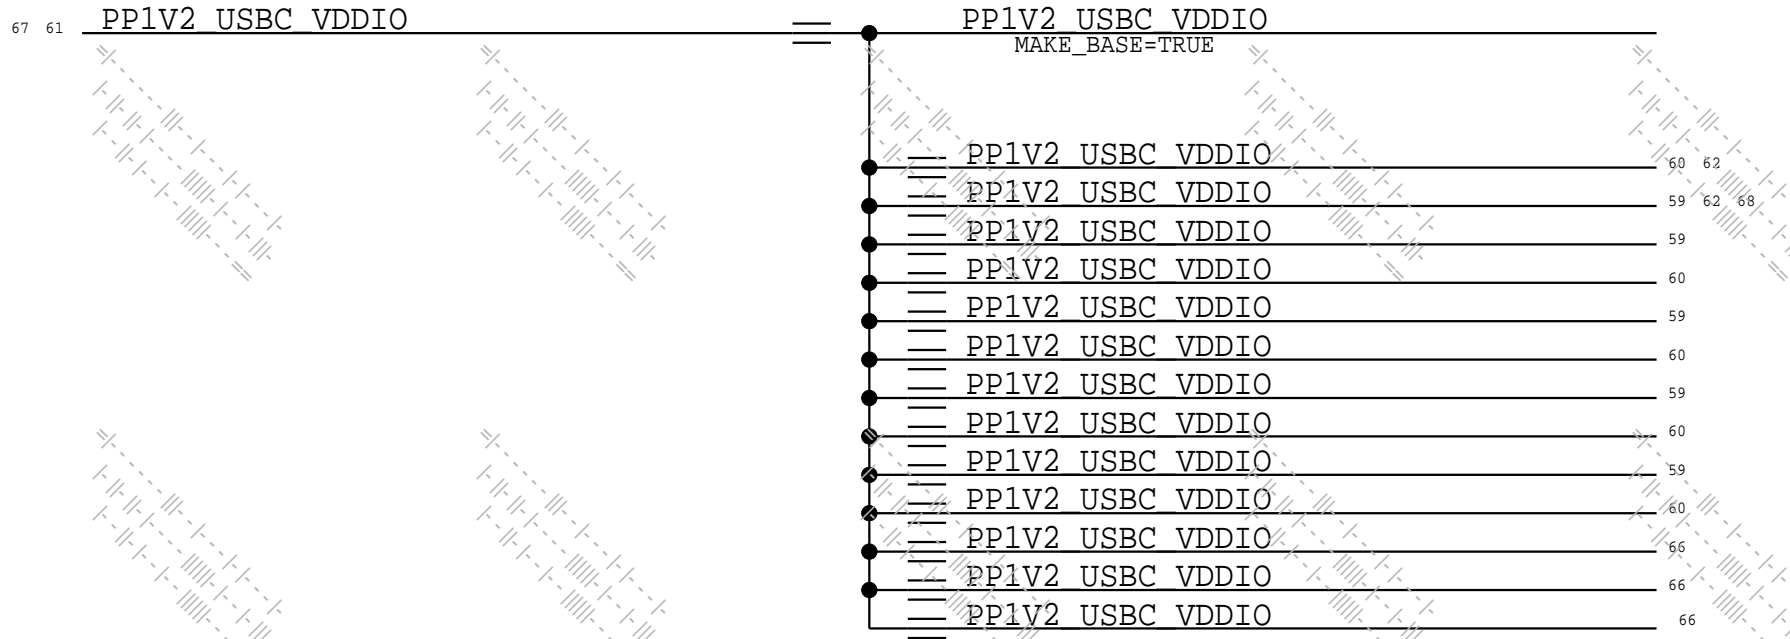 67 61 PP1V2_USBC_VDDIO PP1V2_USBC_VDDIO
MAKE_BASE=TRUE
PP1V2_USBC_VDDIO 60 62
PP1V2_USBC_VDDIO 59 62 68
PP1V2_USBC_VDDIO 59
PP1V2_USBC_VDDIO 60
PP1V2_USBC_VDDIO 59
PP1V2_USBC_VDDIO 60
PP1V2_USBC_VDDIO 59
PP1V2_USBC_VDDIO 60
PP1V2_USBC_VDDIO 59
PP1V2_USBC_VDDIO 60
PP1V2_USBC_VDDIO 66
PP1V2_USBC_VDDIO 66
PP1V2_USBC_VDDIO 66